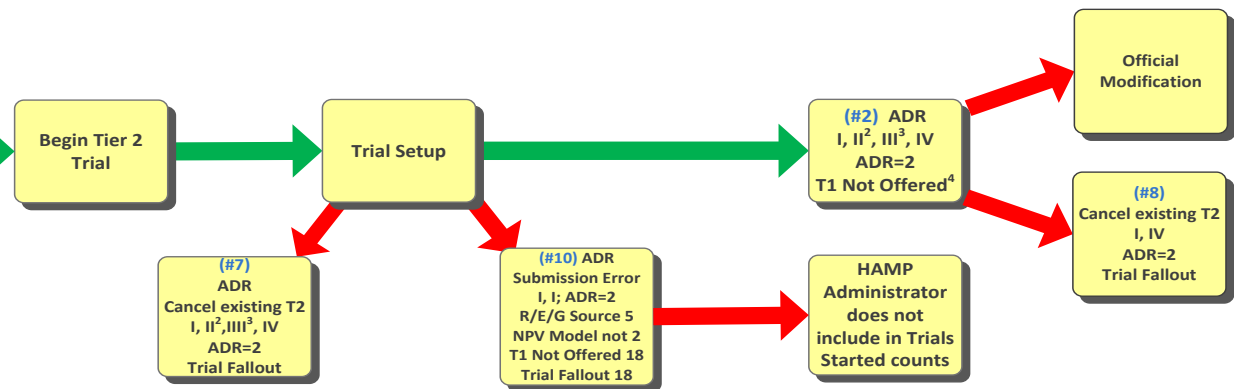 Begin Tier 2
Trial
Trial Setup
(#2) ADR
I, II², III³, IV
ADR=2
T1 Not Offered⁴
Official
Modification
(#8)
Cancel existing T2
I, IV
ADR=2
Trial Fallout
(#7)
ADR
Cancel existing T2
I, II²,IIII³, IV
ADR=2
Trial Fallout
(#10) ADR
Submission Error
I, I; ADR=2
R/E/G Source 5
NPV Model not 2
T1 Not Offered 18
Trial Fallout 18
HAMP
Administrator
does not
include in Trials
Started counts